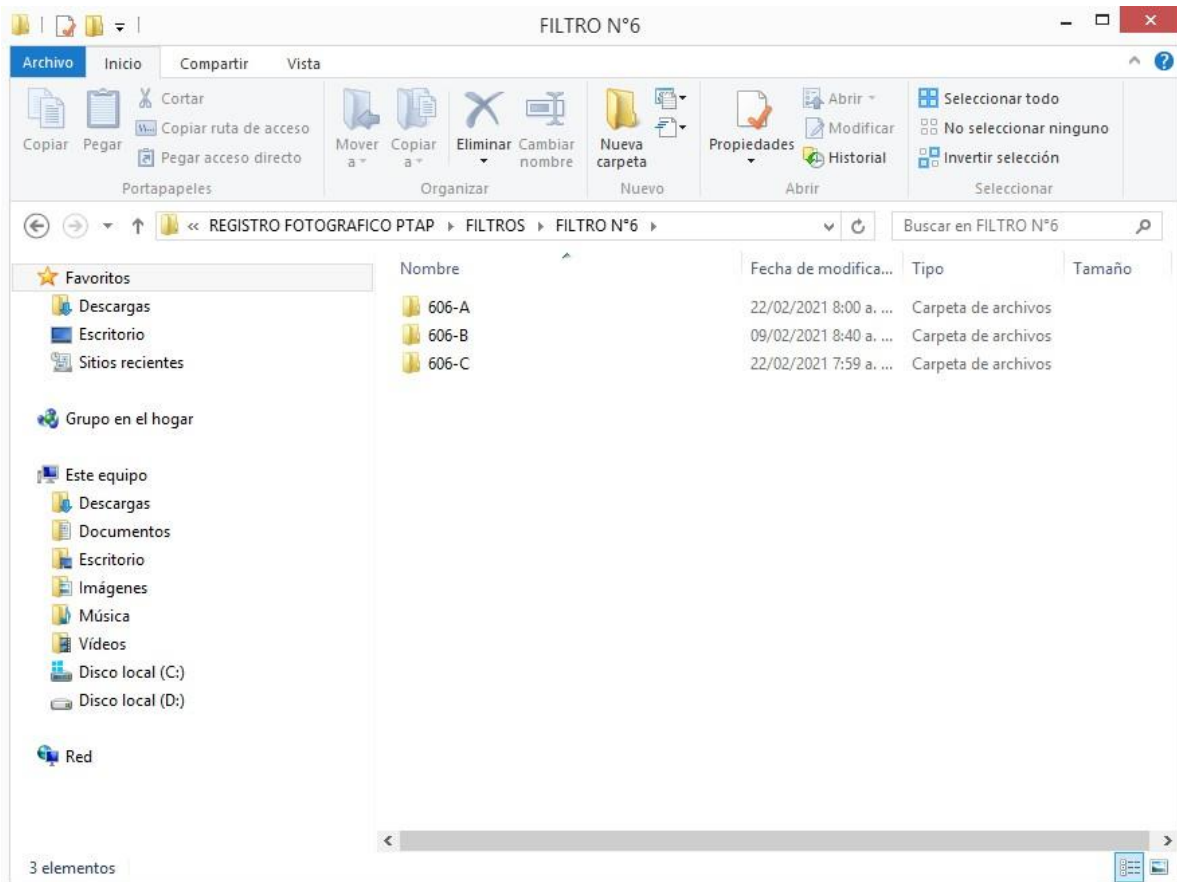 FILTRO N°6
Archivo Inicio Compartir Vista
Copiar
Pegar
Cortar
Copiar ruta de acceso
Pegar acceso directo
Portapapeles
Mover a
Copiar a
Eliminar
Cambiar nombre
Organizar
Nueva carpeta
Nuevo
Propiedades
Abrir
Modificar
Historial
Abrir
Seleccionar todo
No seleccionar ninguno
Invertir selección
Seleccionar
« REGISTRO FOTOGRAFICO PTAP FILTROS FILTRO N°6
Buscar en FILTRO N°6
Favoritos
Descargas
Escritorio
Sitios recientes
Grupo en el hogar
Este equipo
Descargas
Documentos
Escritorio
Imágenes
Música
Vídeos
Disco local (C:)
Disco local (D:)
Red
Nombre Fecha de modifica... Tipo Tamaño
606-A 22/02/2021 8:00 a. ... Carpeta de archivos
606-B 09/02/2021 8:40 a. ... Carpeta de archivos
606-C 22/02/2021 7:59 a. ... Carpeta de archivos
3 elementos